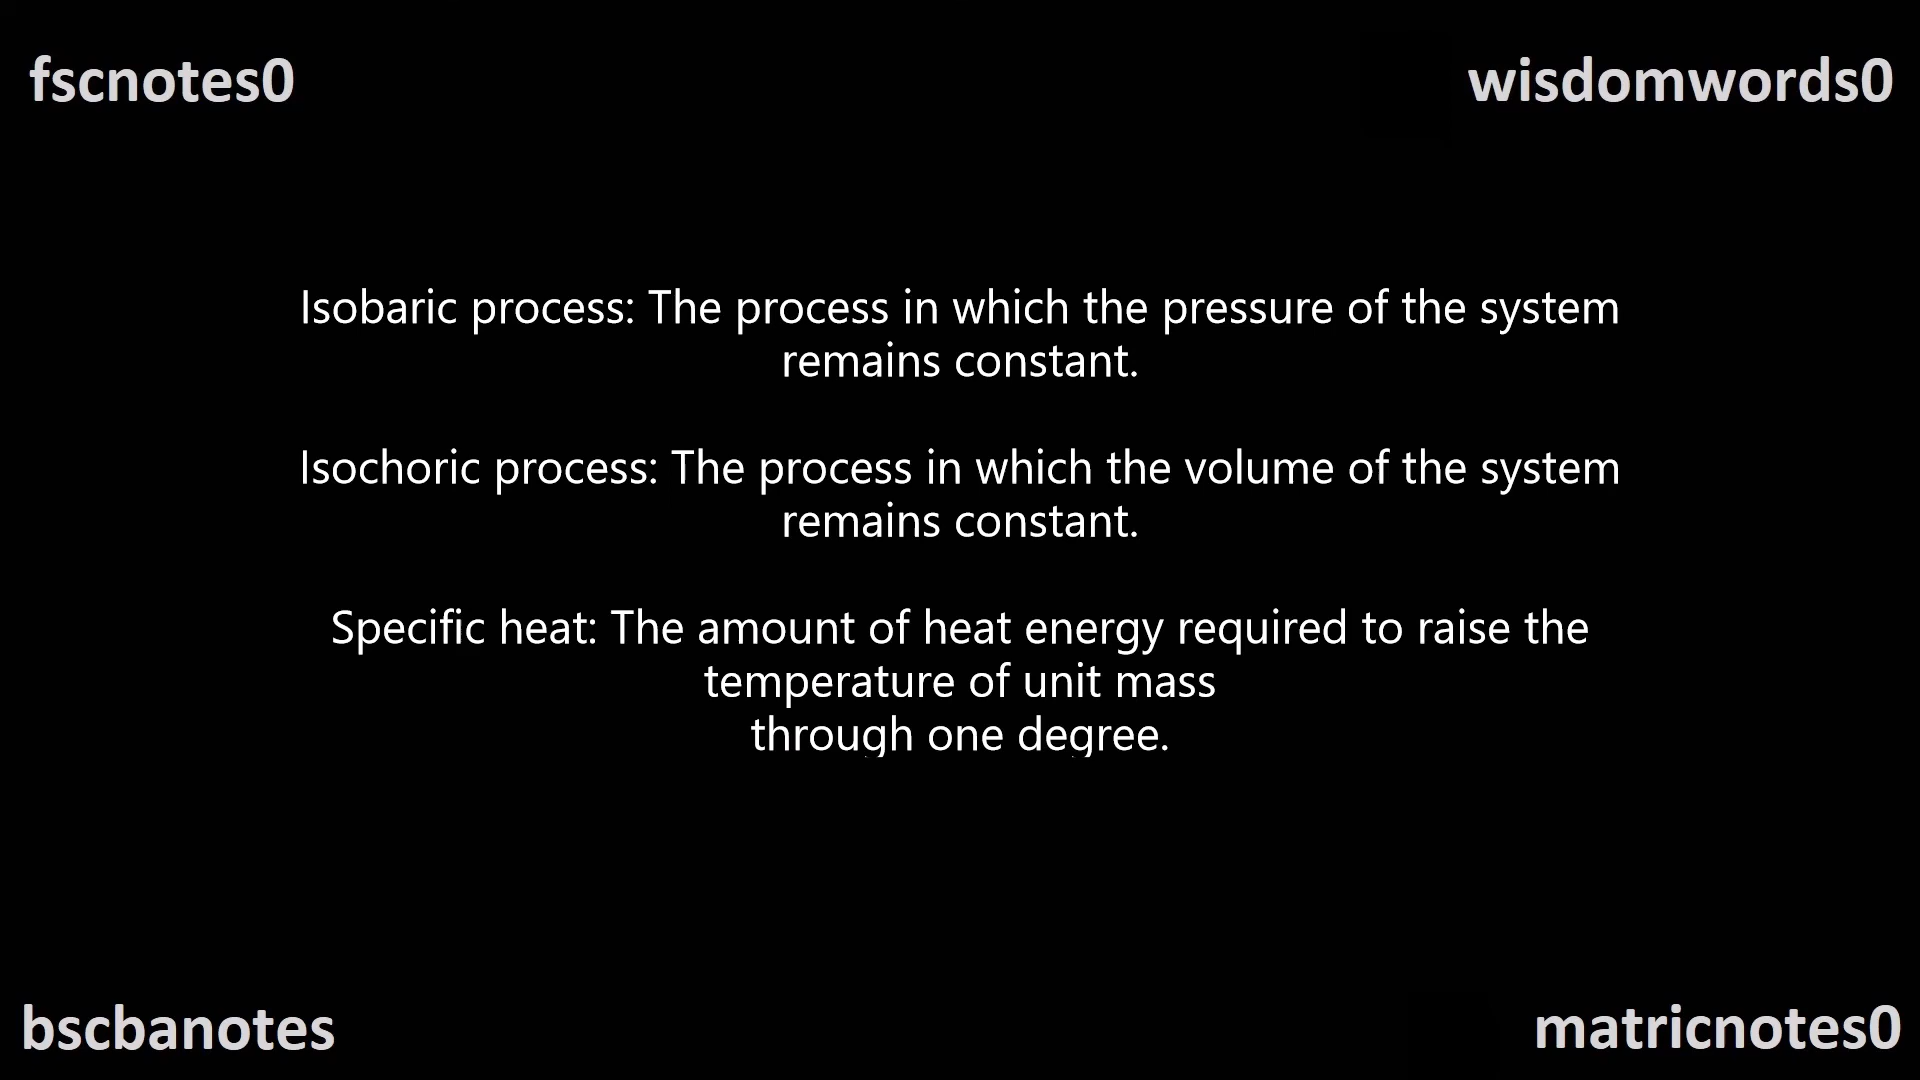 fscnotes0
wisdomwords0
Isobaric process: The process in which the pressure of the system
remains constant.
Isochoric process: The process in which the volume of the system
remains constant.
Specific heat: The amount of heat energy required to raise the
temperature of unit mass
through one degree.
bscbanotes
matricnotes0